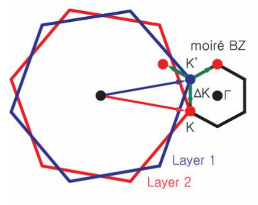 moiré BZ
K'
ΔK
Γ
K
Layer 1
Layer 2